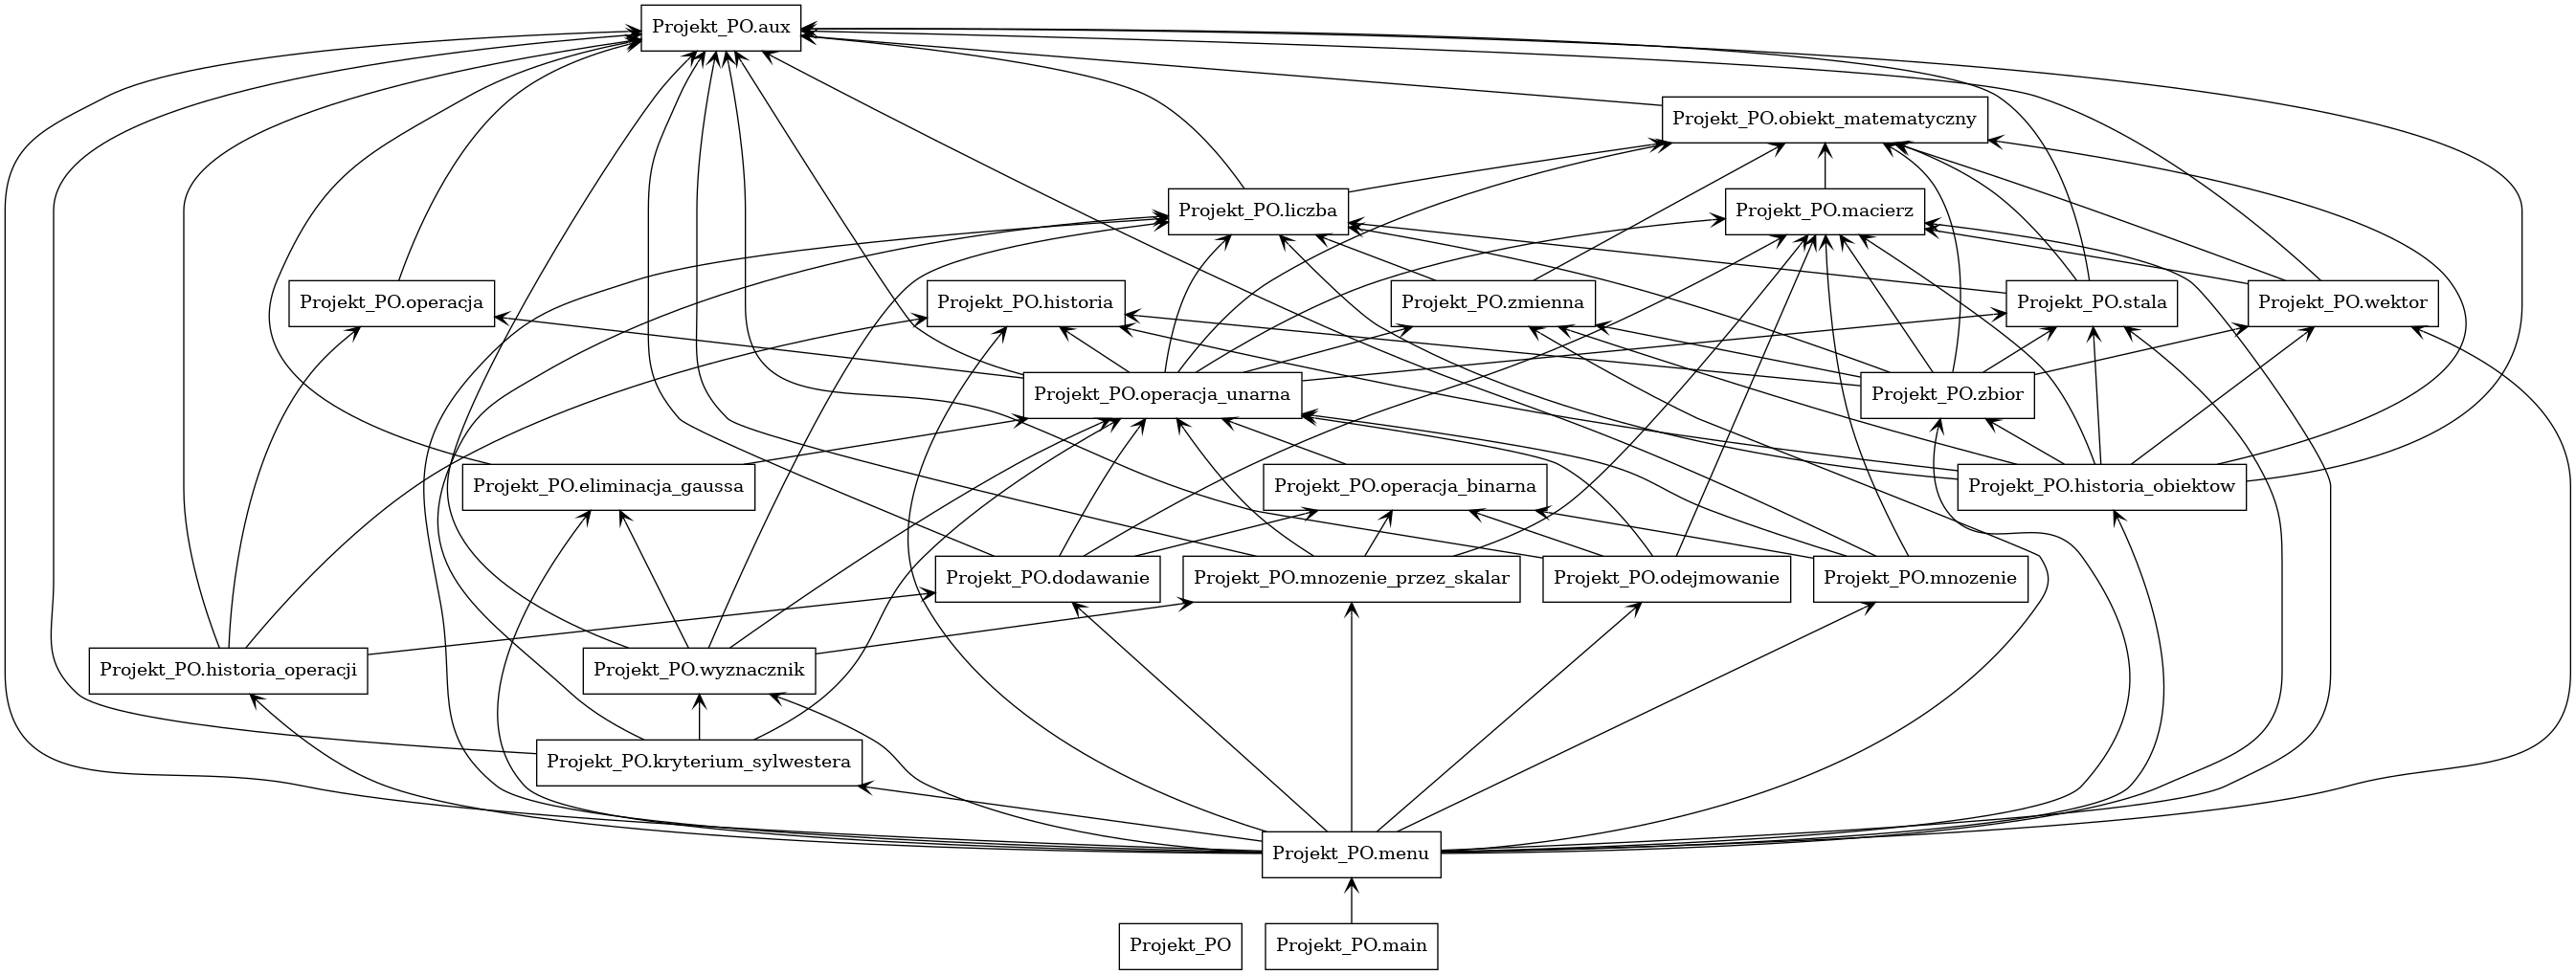 Projekt_PO.aux
Projekt_PO.obiekt_matematyczny
Projekt_PO.liczba
Projekt_PO.macierz
Projekt_PO.operacja
Projekt_PO.historia
Projekt_PO.zmienna
Projekt_PO.stala
Projekt_PO.wektor
Projekt_PO.operacja_unarna
Projekt_PO.zbior
Projekt_PO.eliminacja_gaussa
Projekt_PO.operacja_binarna
Projekt_PO.historia_obiektow
Projekt_PO.dodawanie
Projekt_PO.mnozenie_przez_skalar
Projekt_PO.odejmowanie
Projekt_PO.mnozenie
Projekt_PO.historia_operacji
Projekt_PO.wyznacznik
Projekt_PO.kryterium_sylwestera
Projekt_PO.menu
Projekt_PO
Projekt_PO.main